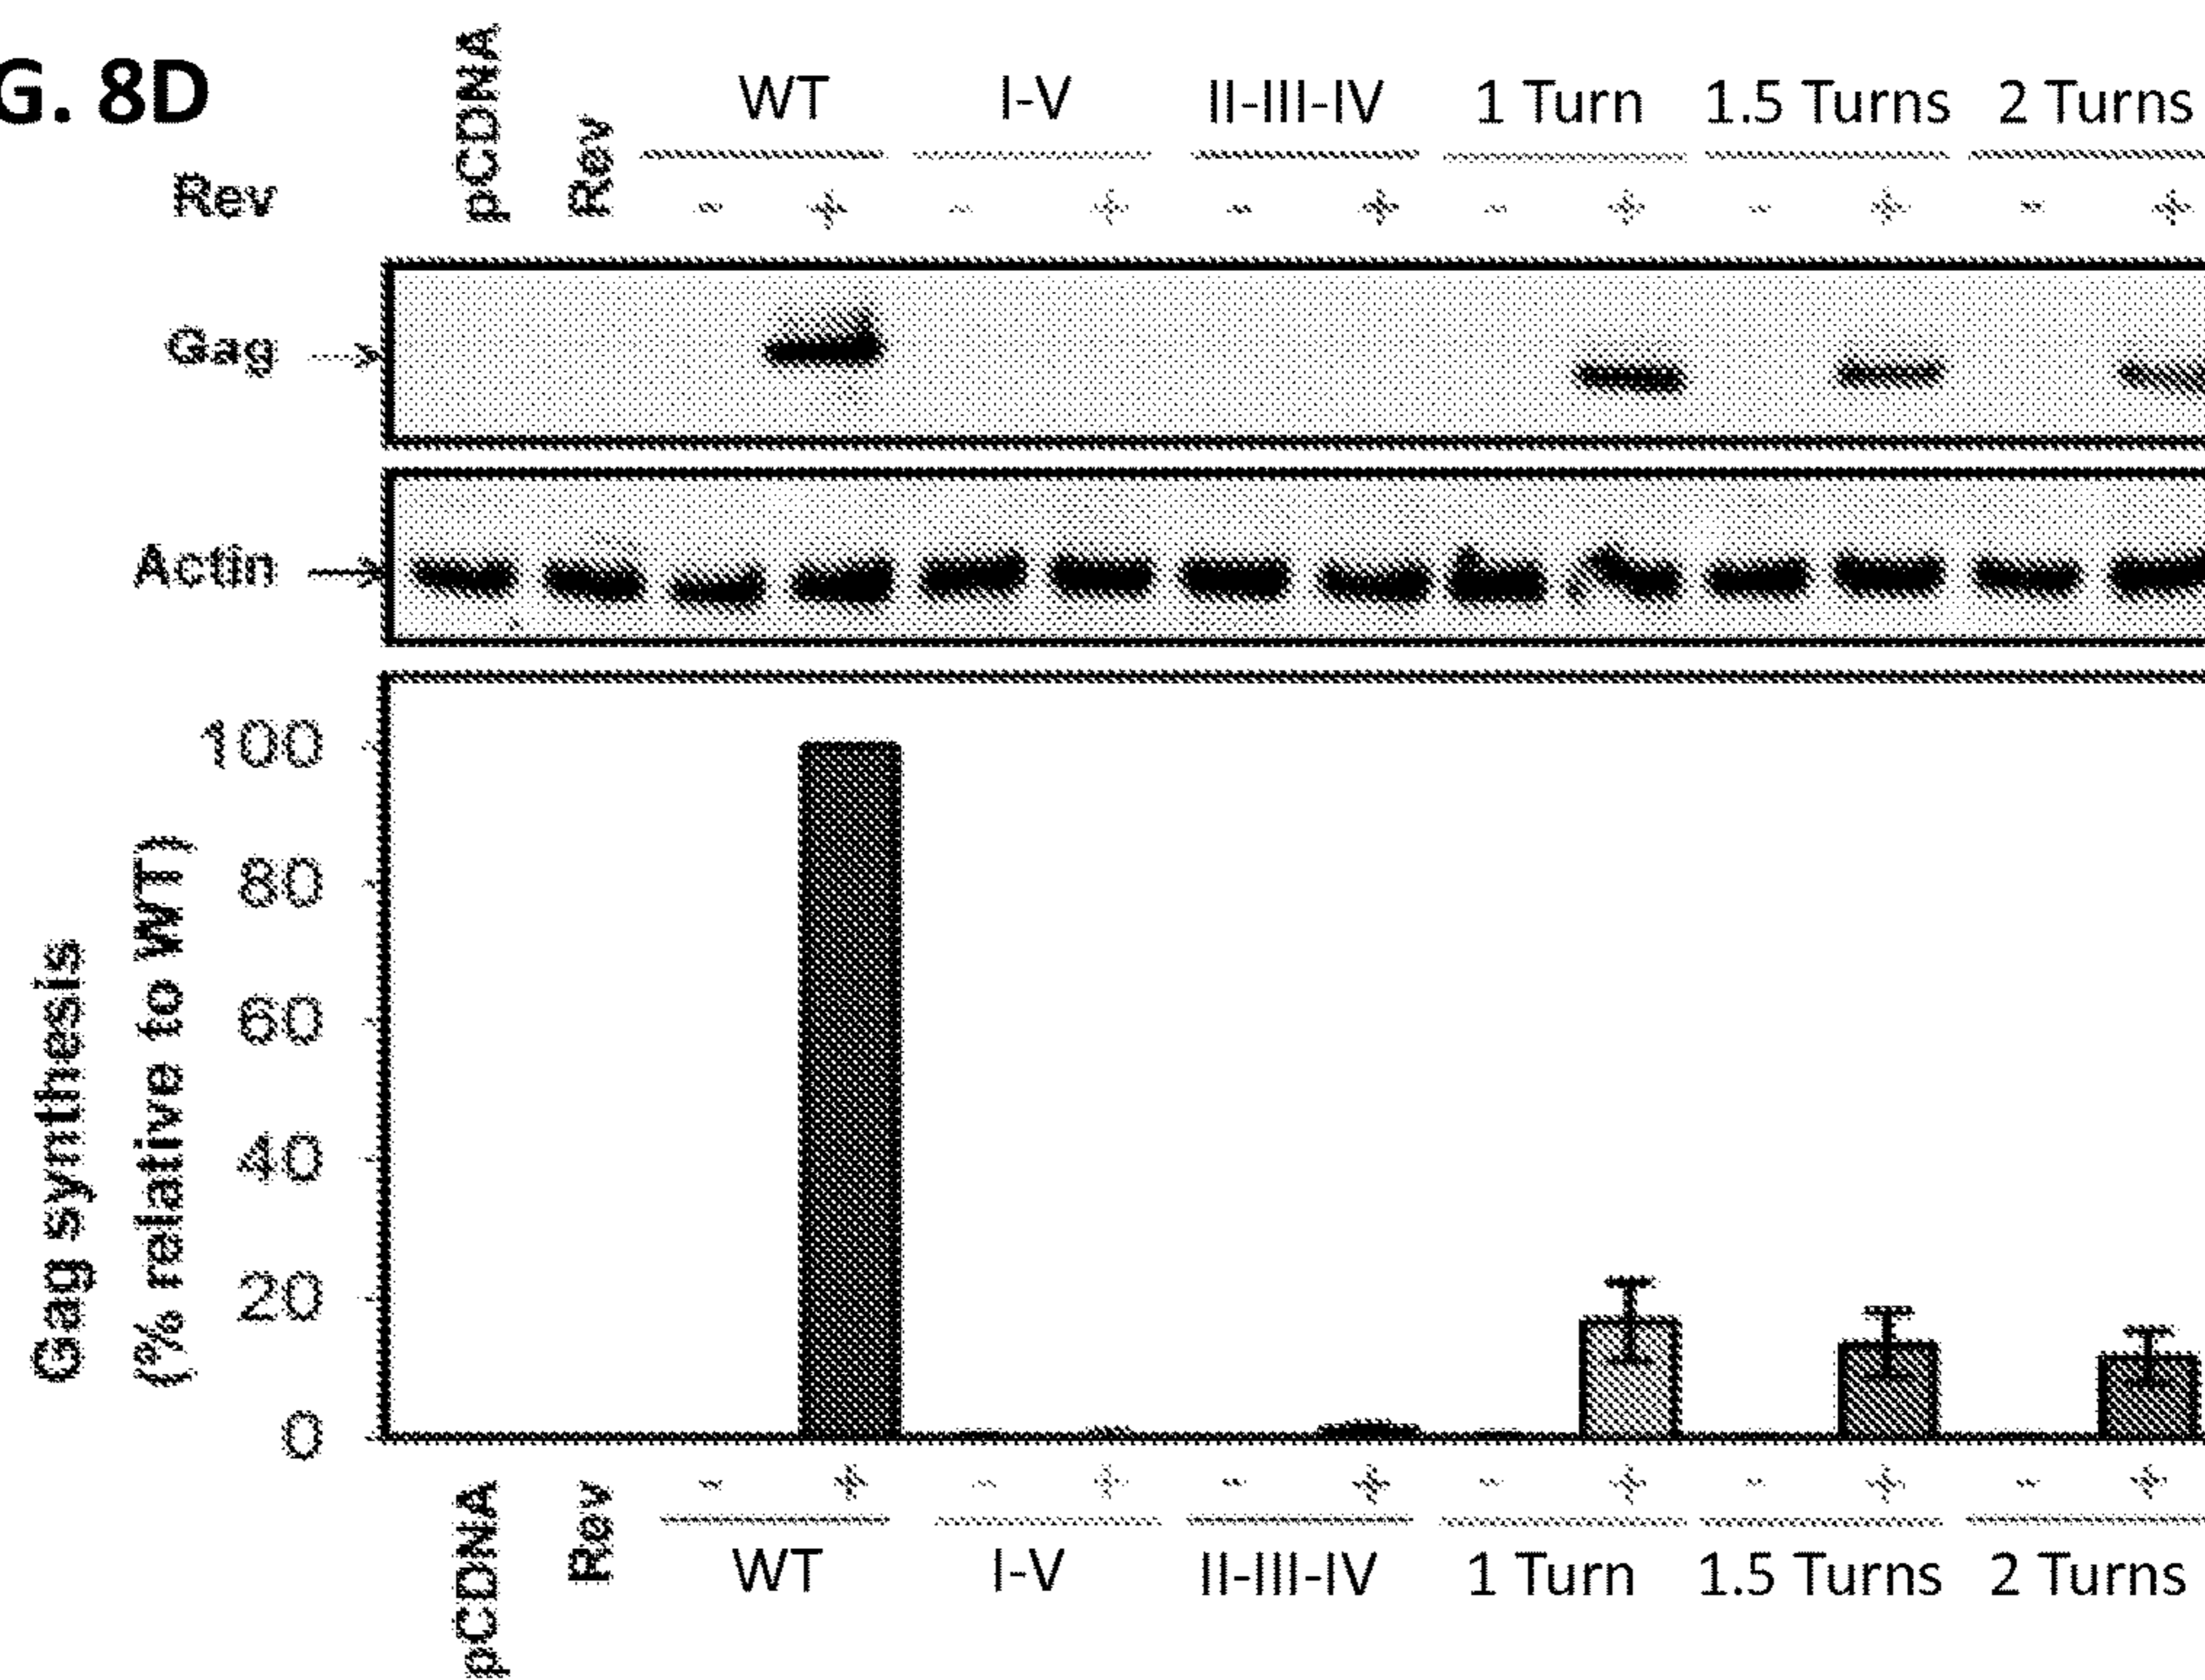 G. 8D
pCDNA Rev WT I-V II-III-IV 1 Turn 1.5 Turns 2 Turns
Rev - + - + - + - + - + - +
Gag
Actin
Gag synthesis
(% relative to WT)
100
80
60
40
20
0
- + - + - + - + - + - +
pCDNA Rev WT I-V II-III-IV 1 Turn 1.5 Turns 2 Turns